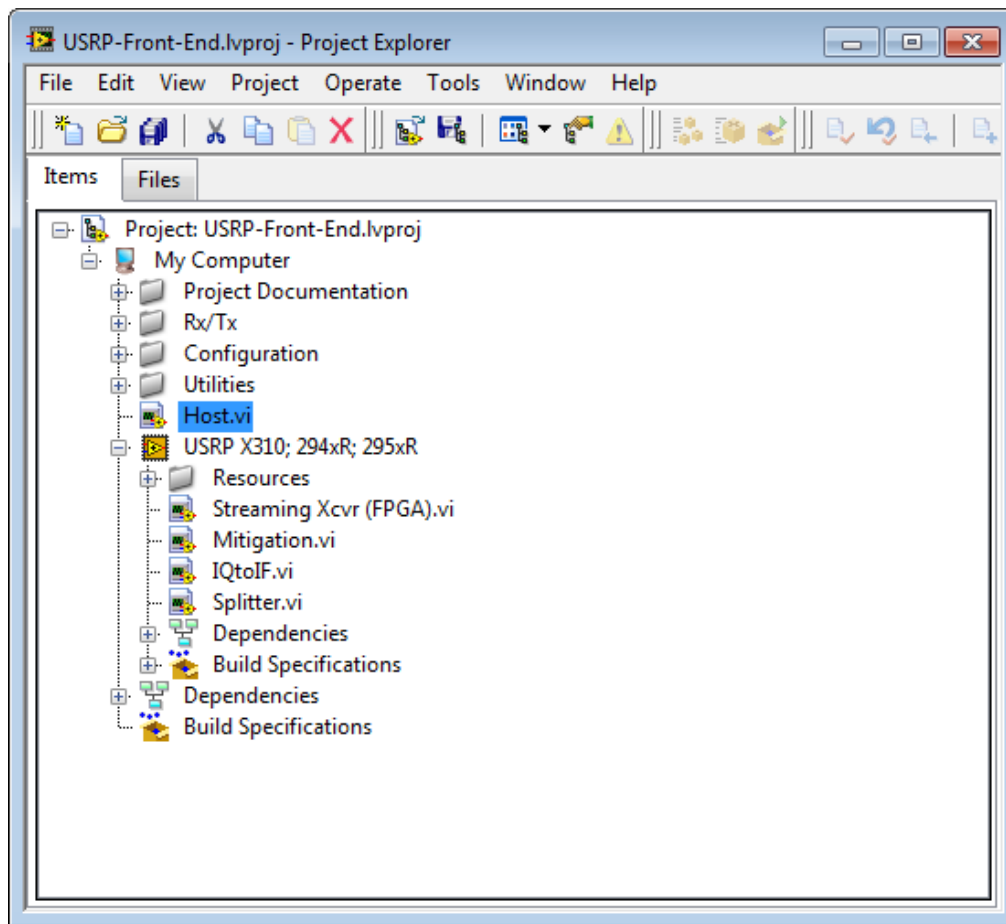 USRP-Front-End.lvproj - Project Explorer
File Edit View Project Operate Tools Window Help
Items Files
Project: USRP-Front-End.lvproj
My Computer
Project Documentation
Rx/Tx
Configuration
Utilities
Host.vi
USRP X310; 294xR; 295xR
Resources
Streaming Xcvr (FPGA).vi
Mitigation.vi
IQtoIF.vi
Splitter.vi
Dependencies
Build Specifications
Dependencies
Build Specifications